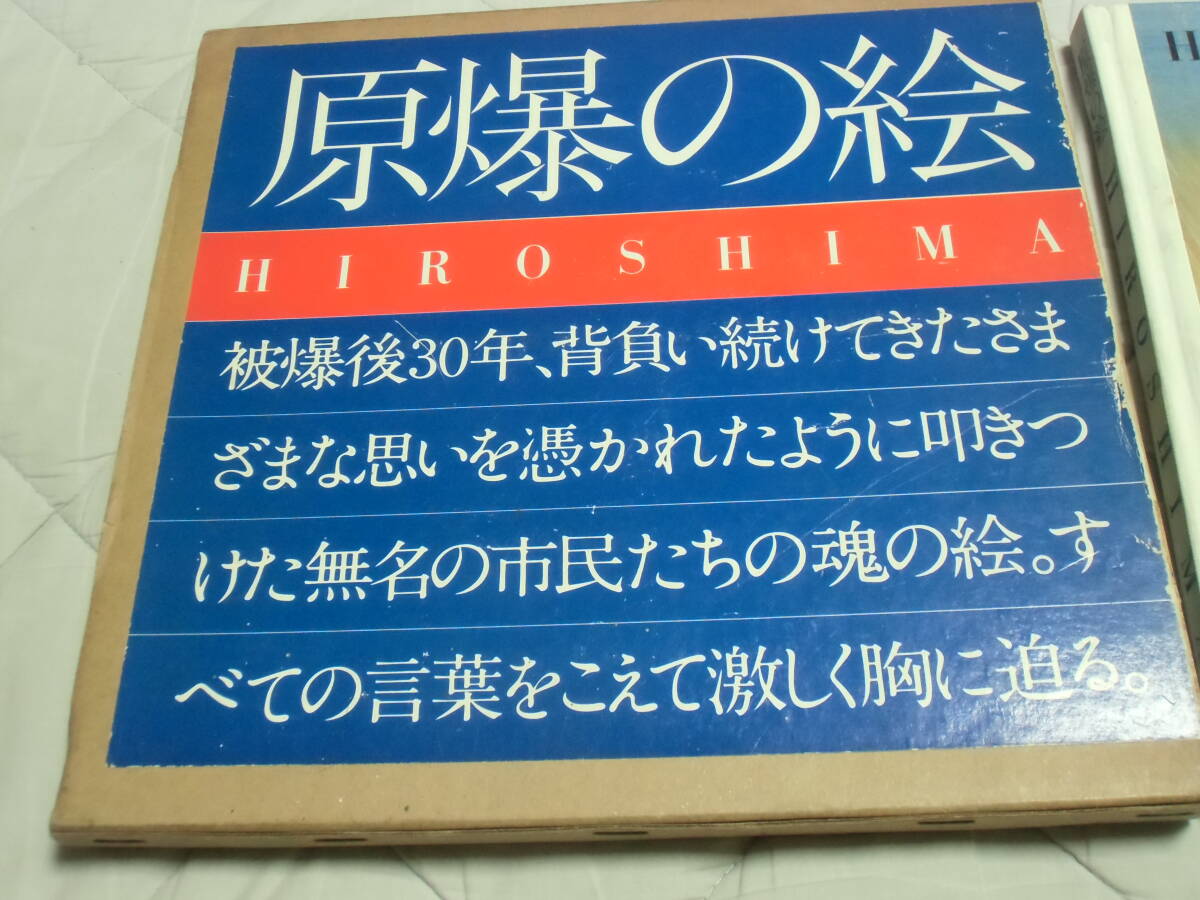 原爆の絵
HIROSHIMA
被爆後30年、背負い続けてきたさま
ざまな思いを憑かれたように叩きつ
けた無名の市民たちの魂の絵。す
べての言葉をこえて激しく胸に迫る。
H
HIROSHIM